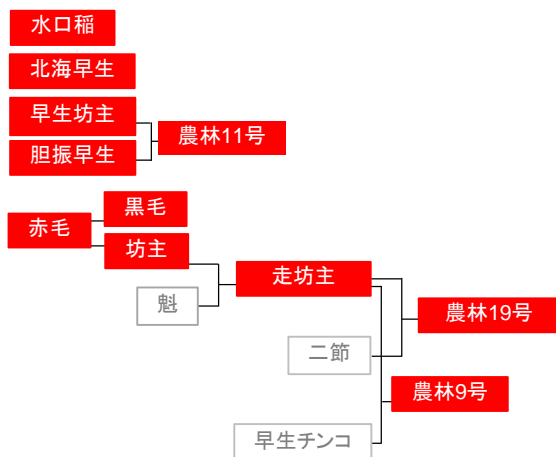 水口稲
北海早生
早生坊主
農林11号
胆振早生
黒毛
赤毛
坊主
走坊主
魁
農林19号
二節
農林9号
早生チンコ